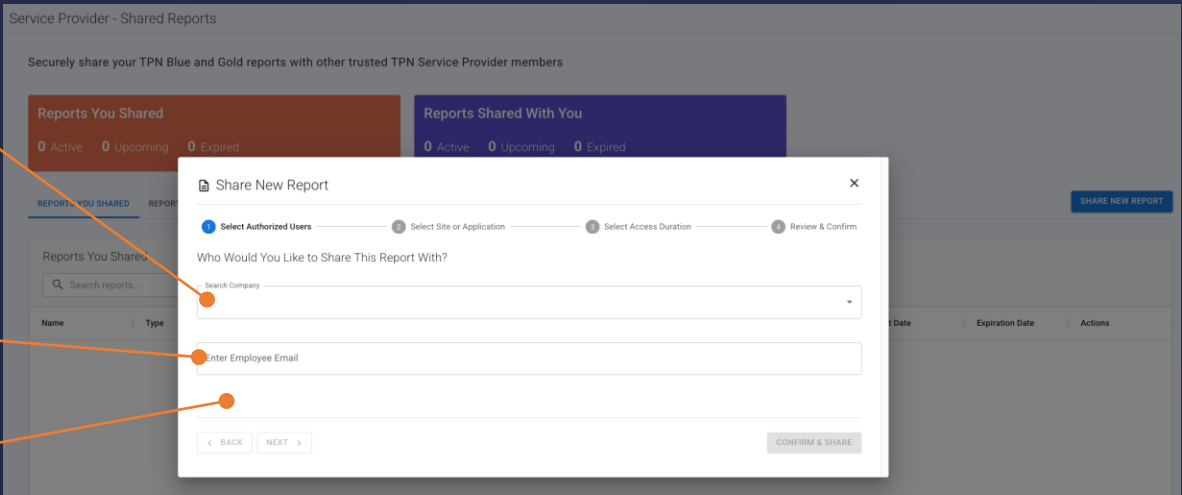 Service Provider - Shared Reports
Securely share your TPN Blue and Gold reports with other trusted TPN Service Provider members
Reports You Shared
0 Active 0 Upcoming 0 Expired
Reports Shared With You
0 Active 0 Upcoming 0 Expired
REPORTS YOU SHARED
SHARE NEW REPORT
Reports You Shared
Search reports...
Name Type
Expiration Date Actions
Share New Report
1 Select Authorized Users 2 Select Site or Application 3 Select Access Duration 4 Review & Confirm
Who Would You Like to Share This Report With?
Search Company
Enter Employee Email
BACK NEXT CONFIRM & SHARE